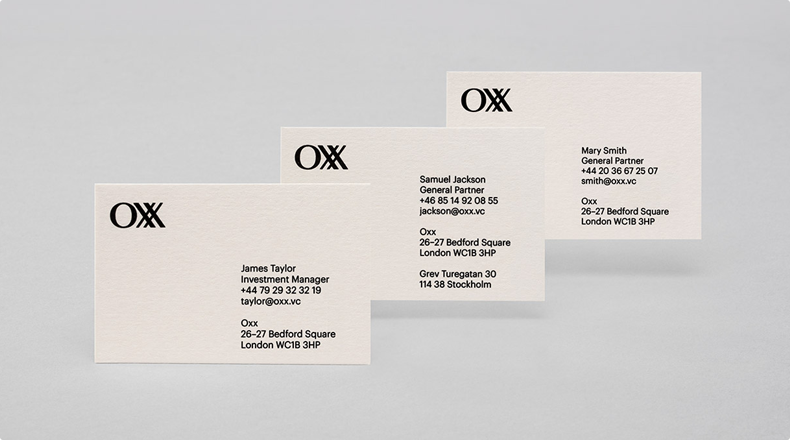 OXX
James Taylor
Investment Manager
+44 79 29 32 32 19
taylor@oxx.vc
Oxx
26–27 Bedford Square
London WC1B 3HP
OXX
Samuel Jackson
General Partner
+46 85 14 92 08 55
jackson@oxx.vc
Oxx
26–27 Bedford Square
London WC1B 3HP
Grev Turegatan 30
114 38 Stockholm
OXX
Mary Smith
General Partner
+44 20 36 67 25 07
smith@oxx.vc
Oxx
26–27 Bedford Square
London WC1B 3HP